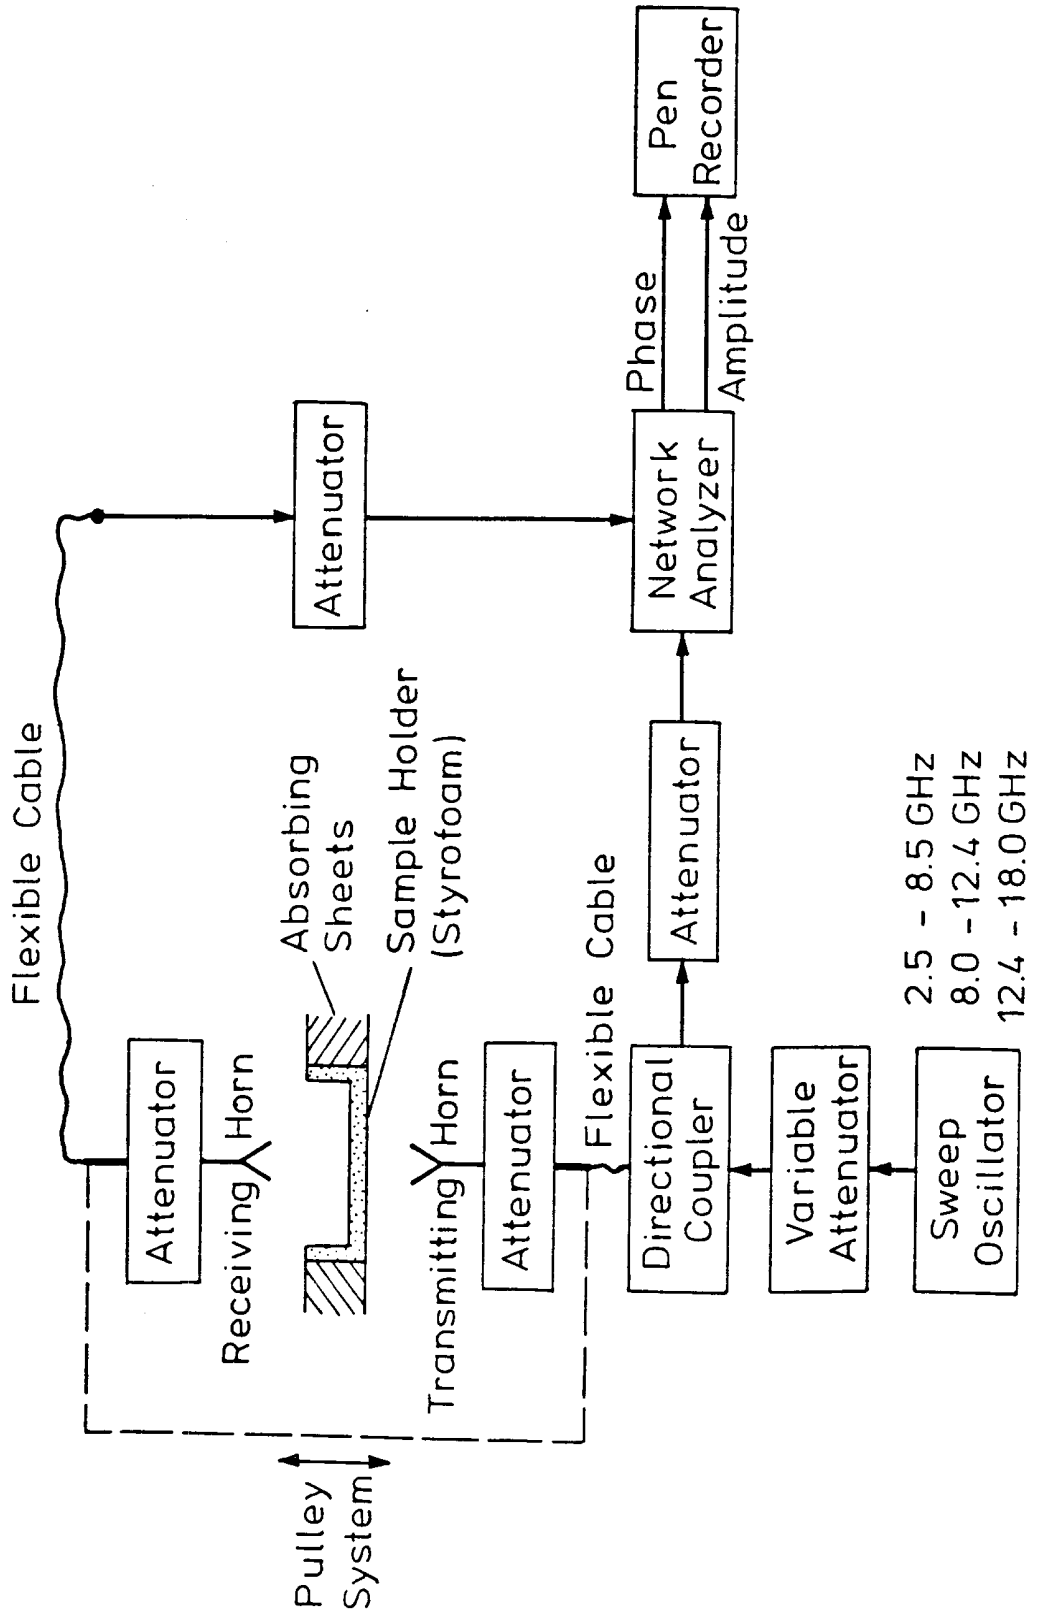 Flexible Cable
Attenuator
Receiving Horn
Absorbing
Sheets
Sample Holder
(Styrofoam)
Attenuator
Pulley
System
Transmitting Horn
Attenuator
Flexible Cable
Directional
Coupler
Attenuator
Network
Analyzer
Phase
Amplitude
Pen
Recorder
Variable
Attenuator
Sweep
Oscillator
2.5 - 8.5 GHz
8.0 - 12.4 GHz
12.4 - 18.0 GHz